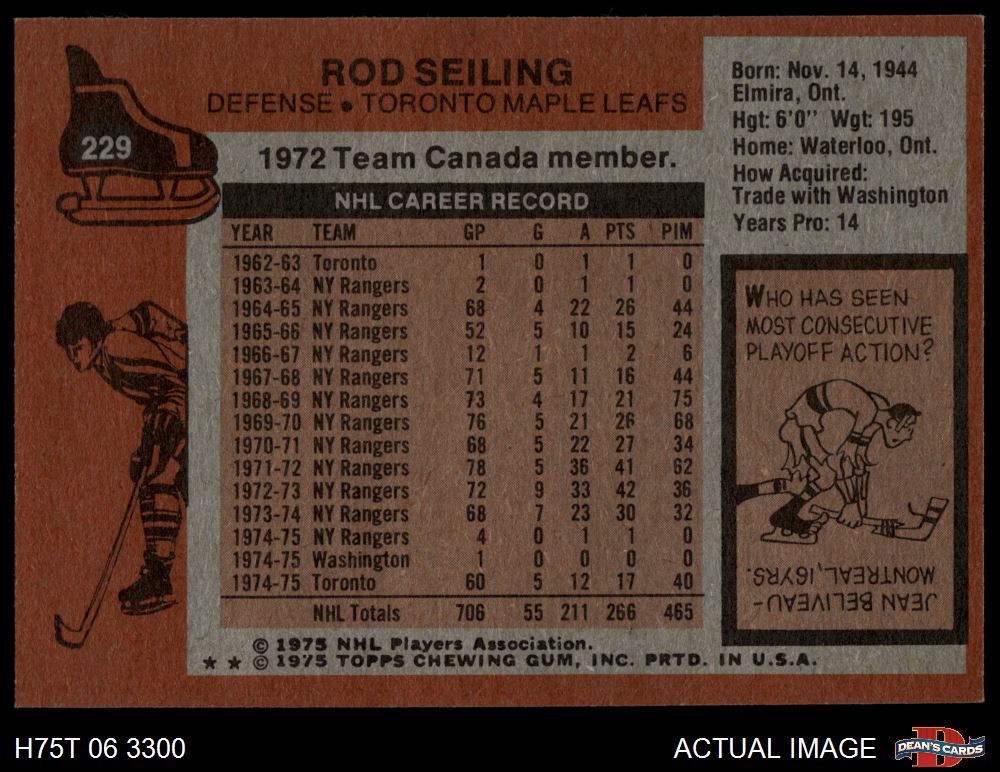 229
ROD SEILING
DEFENSE • TORONTO MAPLE LEAFS
1972 Team Canada member.
NHL CAREER RECORD
YEAR TEAM GP G A PTS PIM
1962-63 Toronto 1 0 1 1 0
1963-64 NY Rangers 2 0 1 1 0
1964-65 NY Rangers 68 4 22 26 44
1965-66 NY Rangers 52 5 10 15 24
1966-67 NY Rangers 12 1 1 2 6
1967-68 NY Rangers 71 5 11 16 44
1968-69 NY Rangers 73 4 17 21 75
1969-70 NY Rangers 76 5 21 26 68
1970-71 NY Rangers 68 5 22 27 34
1971-72 NY Rangers 78 5 36 41 62
1972-73 NY Rangers 72 9 33 42 36
1973-74 NY Rangers 68 7 23 30 32
1974-75 NY Rangers 4 0 1 1 0
1974-75 Washington 1 0 0 0 0
1974-75 Toronto 60 5 12 17 40
NHL Totals 706 55 211 266 465
© 1975 NHL Players Association.
★ ★ © 1975 TOPPS CHEWING GUM, INC. PRTD. IN U.S.A.
Born: Nov. 14, 1944
Elmira, Ont.
Hgt: 6'0" Wgt: 195
Home: Waterloo, Ont.
How Acquired:
Trade with Washington
Years Pro: 14
WHO HAS SEEN
MOST CONSECUTIVE
PLAYOFF ACTION?
JEAN BELIVEAU-
MONTREAL, 16YRS.
H75T 06 3300
ACTUAL IMAGE
D
DEAN'S CARDS